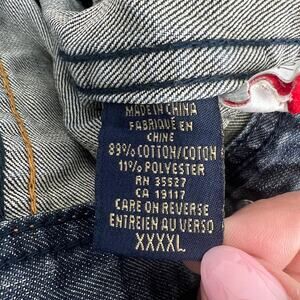 MADE IN CHINA
FABRIQUÉ EN
CHINE
89% COTTON/COTON
11% POLYESTER
RN 35527
CA 19117
CARE ON REVERSE
ENTREIEN AU VERSO
XXXXL